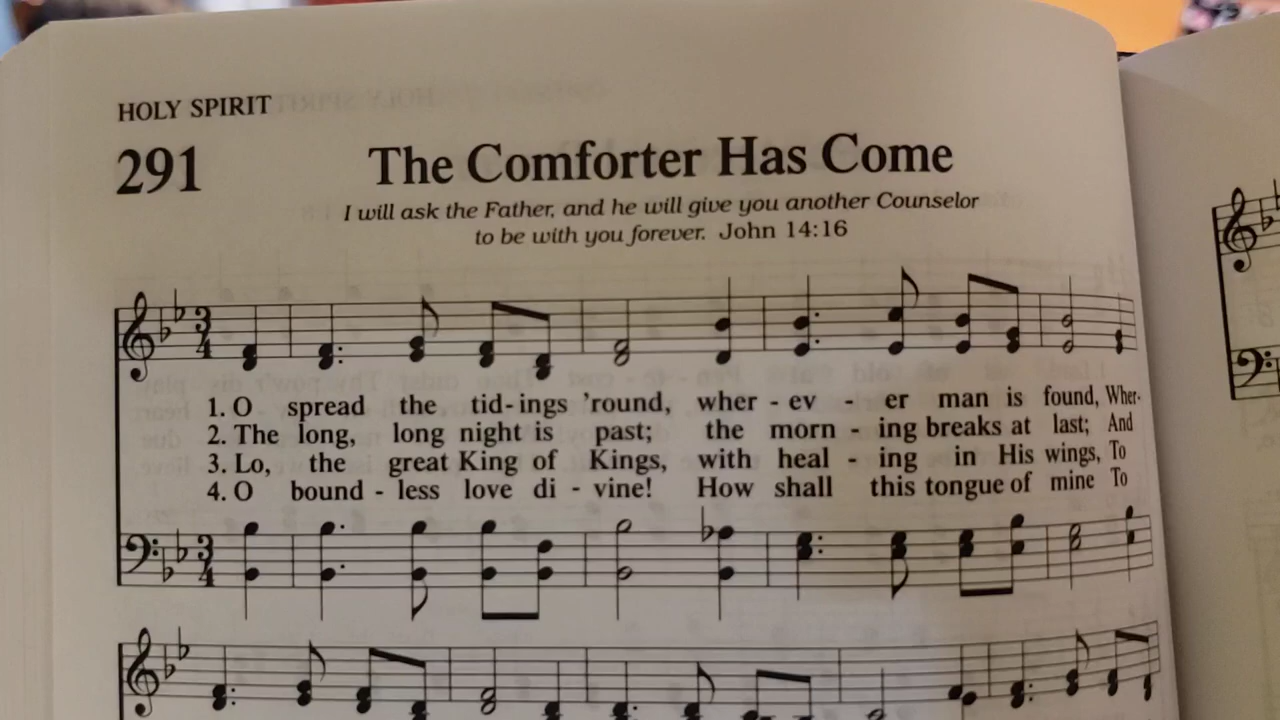 HOLY SPIRIT
291
The Comforter Has Come
I will ask the Father, and he will give you another Counselor
to be with you forever. John 14:16
3
4
1. O spread the tid-ings 'round, wher - ev - er man is found, Wher-
2. The long, long night is past; the morn - ing breaks at last; And
3. Lo, the great King of Kings, with heal - ing in His wings, To
4. O bound - less love di - vine! How shall this tongue of mine To
3
4